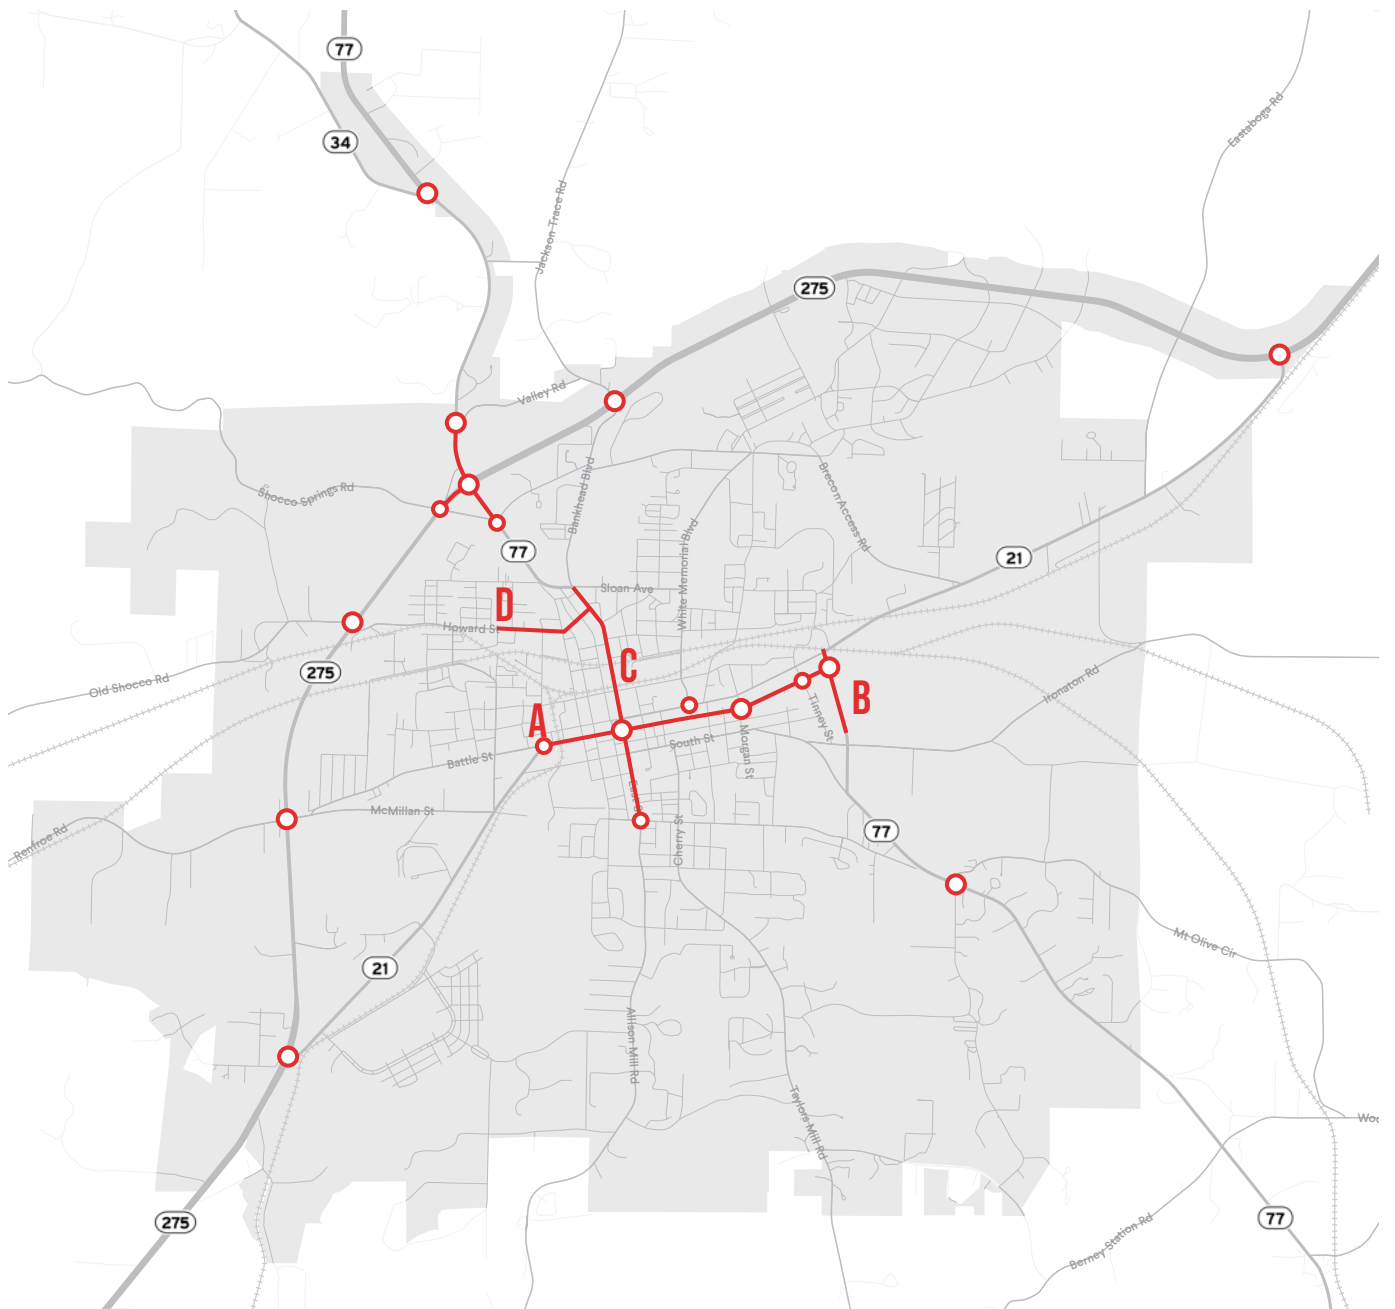 77
34
Eastaboga Rd
Jackson Trace Rd
275
Valley Rd
Shocco Springs Rd
Bankhead Blvd
Brecon Access Rd
White Memorial Blvd
77
21
Sloan Ave
D
Howard St
C
275
Old Shocco Rd
Ironaton Rd
B
A
Tinney St
South St
Morgan St
Battle St
McMillan St
Cherry St
77
Renfroe Rd
Mt Olive Cir
21
Allison Mill Rd
Taylors Mill Rd
Woo
275
77
Berney Station Rd